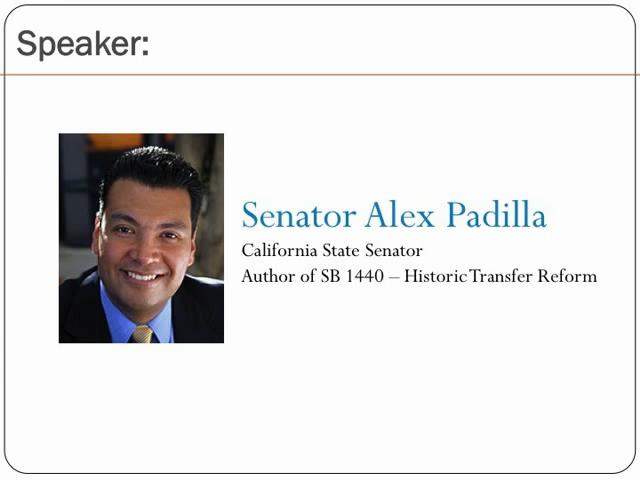 Speaker:
Senator Alex Padilla
California State Senator
Author of SB 1440 – Historic Transfer Reform